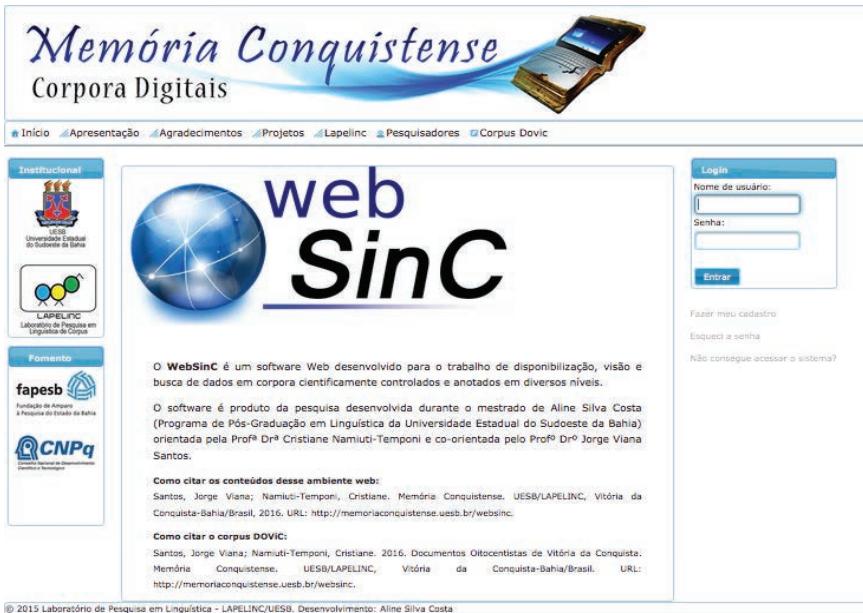 Memória Conquistense
Corpora Digitais
Início Apresentação Agradecimentos Projetos Lapelinc Pesquisadores Corpus Dovic
Institucional
UESB
Universidade Estadual
do Sudoeste da Bahia
LAPELINC
Laboratório de Pesquisa em
Linguística de Corpus
Fomento
fapesb
Fundação de Amparo
à Pesquisa do Estado da Bahia
CNPq
Conselho Nacional de Desenvolvimento
Científico e Tecnológico
web
SinC
O WebSinC é um software Web desenvolvido para o trabalho de disponibilização, visão e
busca de dados em corpora cientificamente controlados e anotados em diversos níveis.
O software é produto da pesquisa desenvolvida durante o mestrado de Aline Silva Costa
(Programa de Pós-Graduação em Linguística da Universidade Estadual do Sudoeste da Bahia)
orientada pela Profª Drª Cristiane Namiuti-Temponi e co-orientada pelo Profº Drº Jorge Viana
Santos.
Como citar os conteúdos desse ambiente web:
Santos, Jorge Viana; Namiuti-Temponi, Cristiane. Memória Conquistense. UESB/LAPELINC, Vitória da
Conquista-Bahia/Brasil, 2016. URL: http://memoriaconquistense.uesb.br/websinc.
Como citar o corpus DOViC:
Santos, Jorge Viana; Namiuti-Temponi, Cristiane. 2016. Documentos Oitocentistas de Vitória da Conquista.
Memória Conquistense. UESB/LAPELINC, Vitória da Conquista-Bahia/Brasil. URL:
http://memoriaconquistense.uesb.br/websinc.
Login
Nome de usuário:
Senha:
Entrar
Fazer meu cadastro
Esqueci a senha
Não consegue acessar o sistema?
© 2015 Laboratório de Pesquisa em Linguística - LAPELINC/UESB. Desenvolvimento: Aline Silva Costa